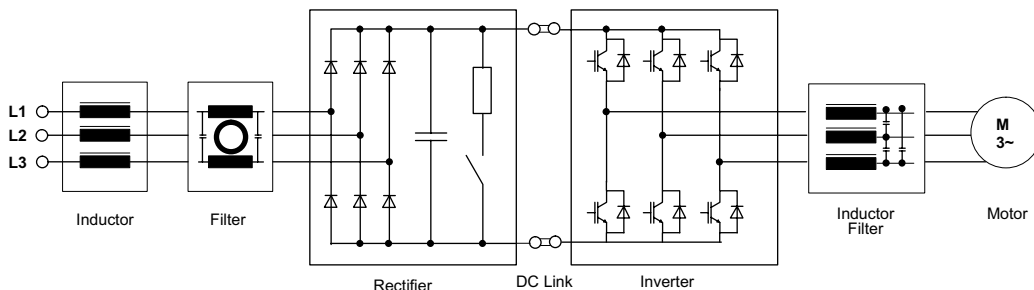 L1
L2
L3
M
3~
Inductor
Filter
Rectifier
DC Link
Inverter
Inductor
Filter
Motor